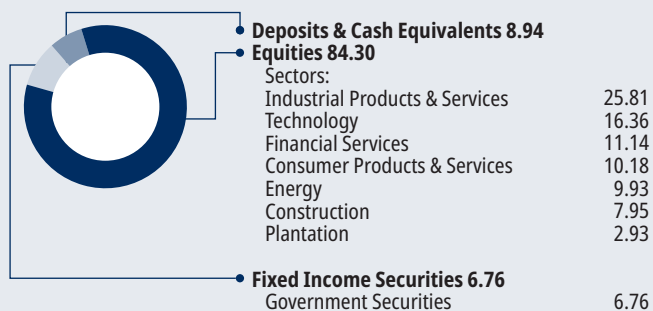 Deposits & Cash Equivalents 8.94
Equities 84.30
Sectors:
Industrial Products & Services 25.81
Technology 16.36
Financial Services 11.14
Consumer Products & Services 10.18
Energy 9.93
Construction 7.95
Plantation 2.93
Fixed Income Securities 6.76
Government Securities 6.76